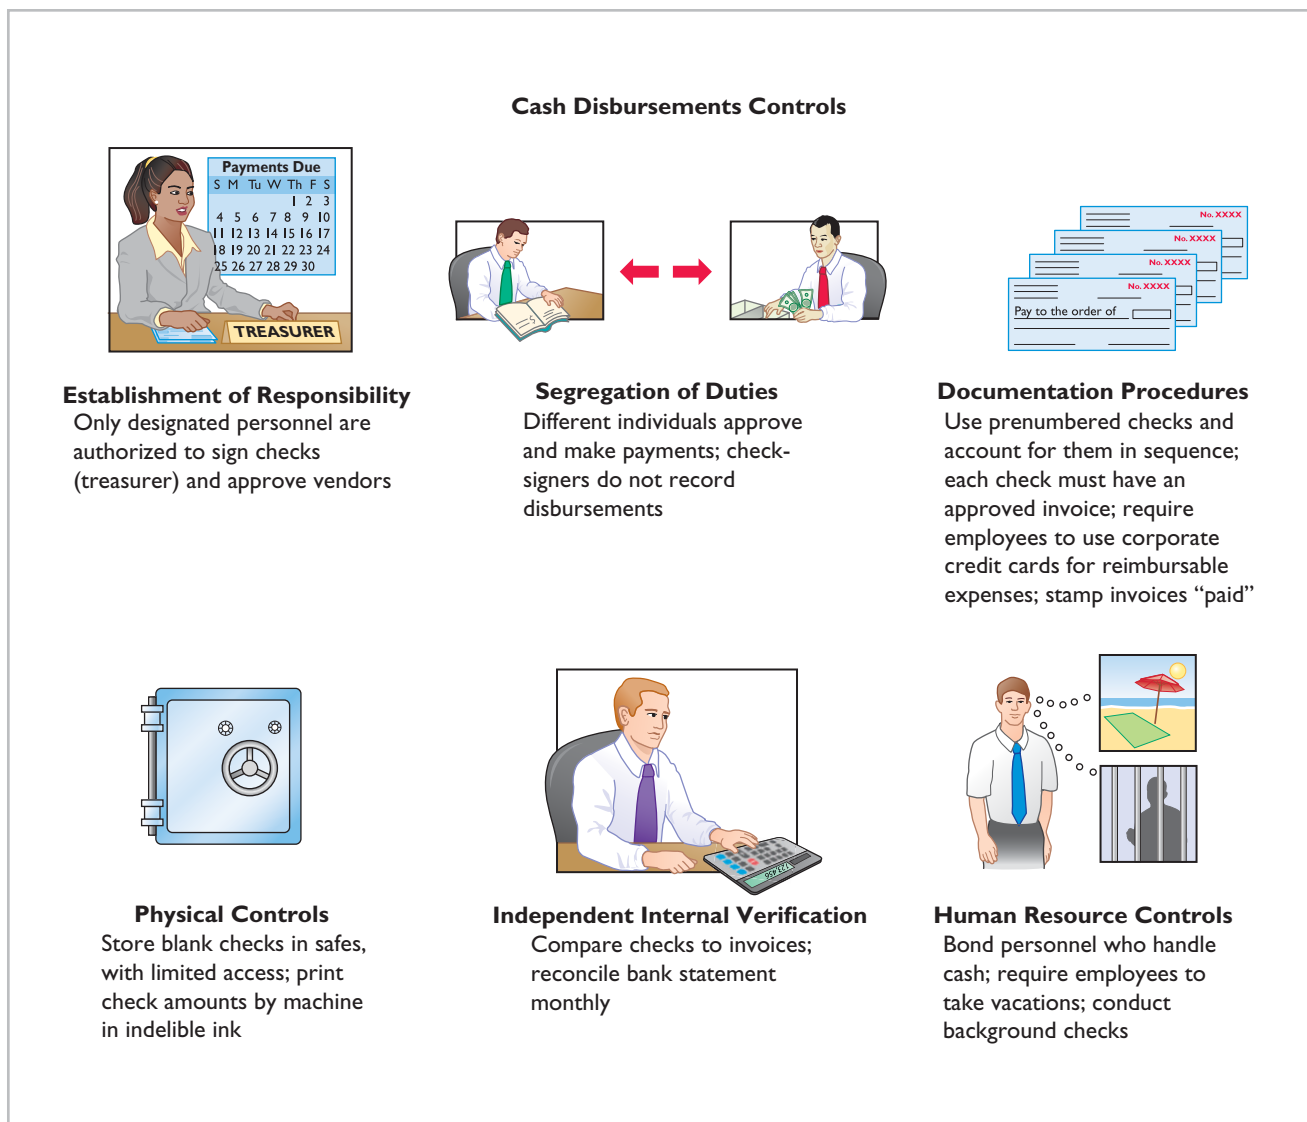 Cash Disbursements Controls
Payments Due
S M Tu W Th F S
1 2 3
4 5 6 7 8 9 10
11 12 13 14 15 16 17
18 19 20 21 22 23 24
25 26 27 28 29 30
TREASURER
Establishment of Responsibility
Only designated personnel are
authorized to sign checks
(treasurer) and approve vendors
$
Segregation of Duties
Different individuals approve
and make payments; check-
signers do not record
disbursements
No. XXXX
No. XXXX
No. XXXX
No. XXXX
Pay to the order of
Documentation Procedures
Use prenumbered checks and
account for them in sequence;
each check must have an
approved invoice; require
employees to use corporate
credit cards for reimbursable
expenses; stamp invoices “paid”
Physical Controls
Store blank checks in safes,
with limited access; print
check amounts by machine
in indelible ink
123,456
Independent Internal Verification
Compare checks to invoices;
reconcile bank statement
monthly
Human Resource Controls
Bond personnel who handle
cash; require employees to
take vacations; conduct
background checks